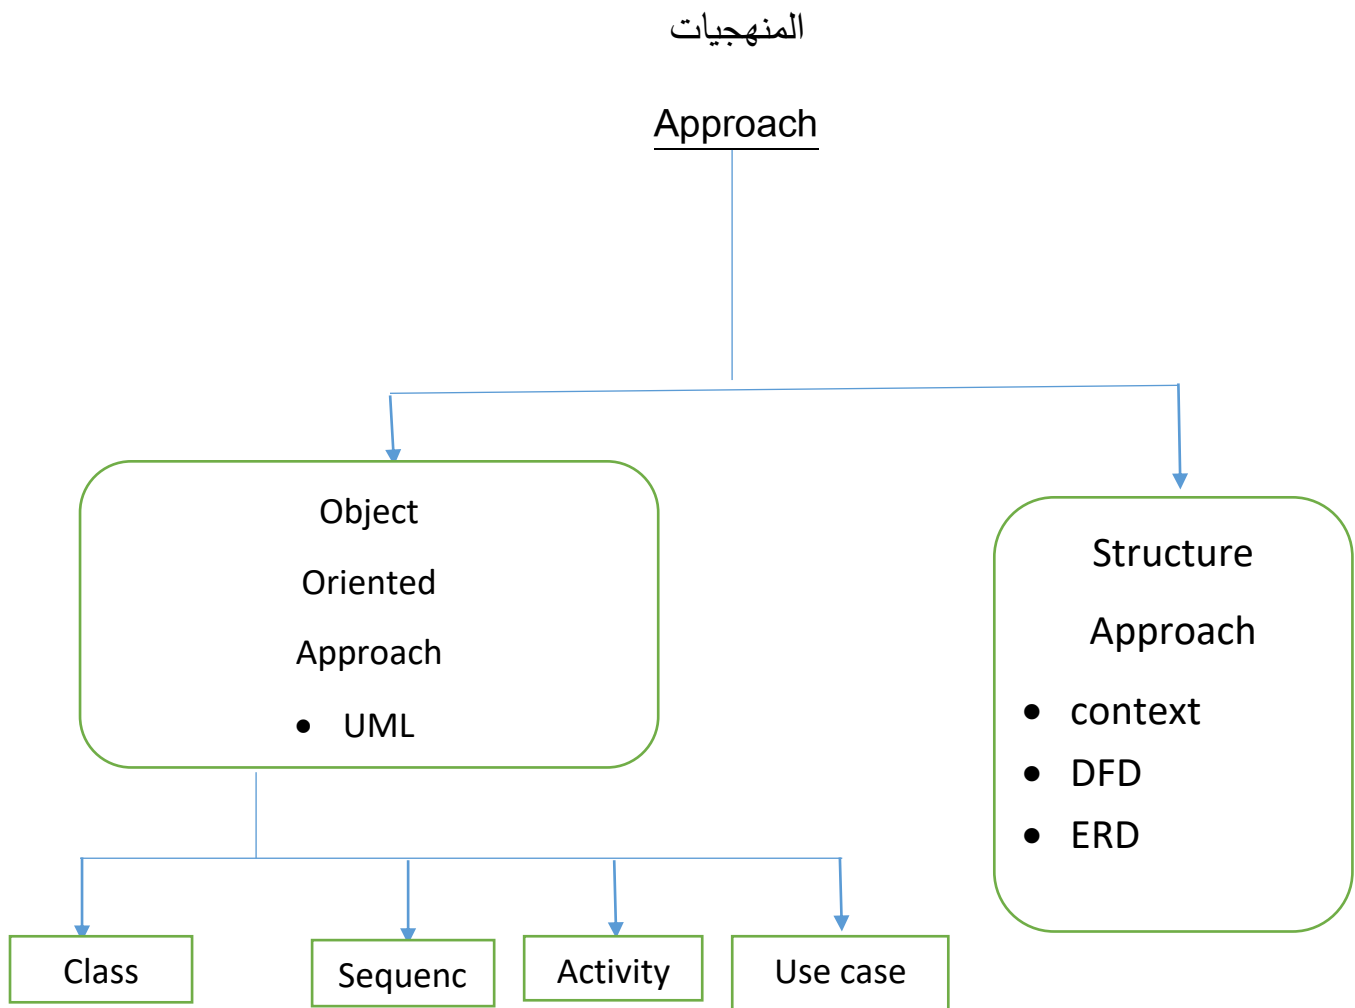 المنهجيات
Approach
Object
Oriented
Approach
• UML
Structure
Approach
• context
• DFD
• ERD
Class
Sequenc
Activity
Use case